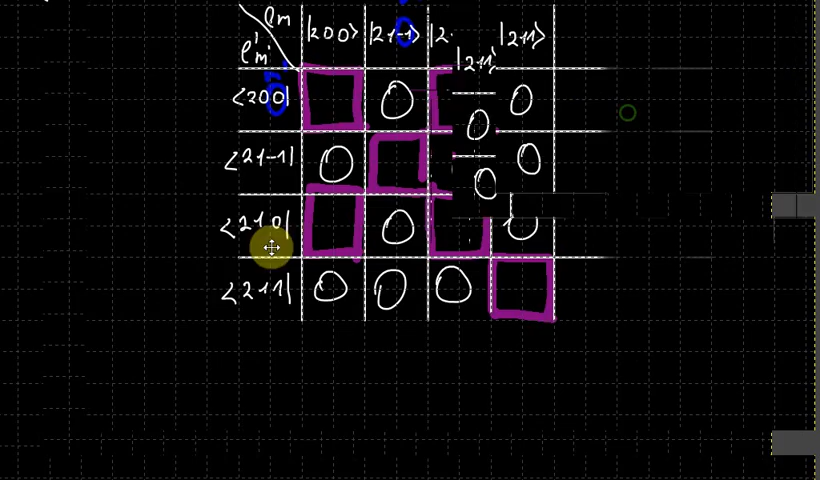 lm
l'm' |200⟩ |21-1⟩ |2 |211⟩ |211⟩
⟨200| 0 0 0
⟨21-1| 0 0 0
⟨210| 0
⟨211| 0 0 0